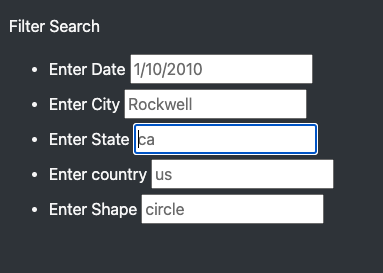 Filter Search
Enter Date 1/10/2010
Enter City Rockwell
Enter State ca
Enter country us
Enter Shape circle